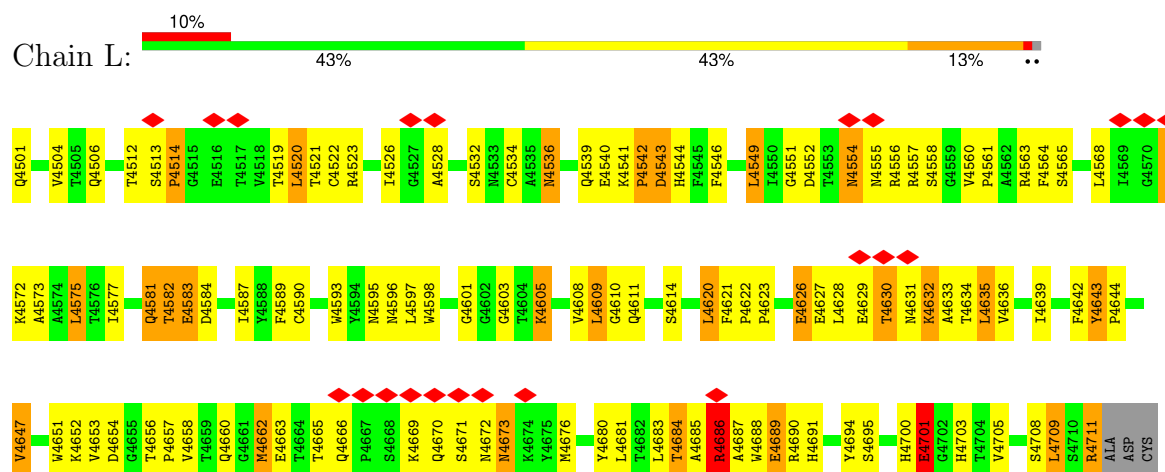 10%
Chain L:
43% 43% 13% ••
Q4501 V4504 T4505 Q4506 T4512 S4513 P4514 G4515 E4516 T4517 V4518 T4519 L4520 T4521 C4522 R4523 I4526 G4527 A4528 S4532 N4533 C4534 A4535 N4536 Q4539 E4540 K4541 P4542 D4543 H4544 F4545 F4546 L4549 I4550 G4551 D4552 T4553 N4554 N4555 R4556 R4557 S4558 G4559 V4560 P4561 A4562 R4563 F4564 S4565 L4568 I4569 G4570
K4572 A4573 A4574 L4575 T4576 I4577 Q4581 T4582 E4583 D4584 I4587 Y4588 F4589 C4590 W4593 Y4594 N4595 N4596 L4597 W4598 G4601 G4602 G4603 T4604 K4605 V4608 L4609 G4610 Q4611 S4614 L4620 F4621 P4622 P4623 E4626 E4627 L4628 E4629 T4630 N4631 K4632 A4633 T4634 L4635 V4636 I4639 F4642 Y4643 P4644
V4647 W4651 K4652 V4653 D4654 G4655 T4656 P4657 V4658 T4659 Q4660 G4661 M4662 E4663 T4664 T4665 Q4666 P4667 S4668 K4669 Q4670 S4671 N4672 N4673 K4674 Y4675 M4676 Y4680 L4681 T4682 L4683 T4684 A4685 R4686 A4687 W4688 E4689 R4690 H4691 Y4694 S4695 H4700 E4701 G4702 H4703 T4704 V4705 S4708 L4709 S4710 R4711 ALA ASP CYS